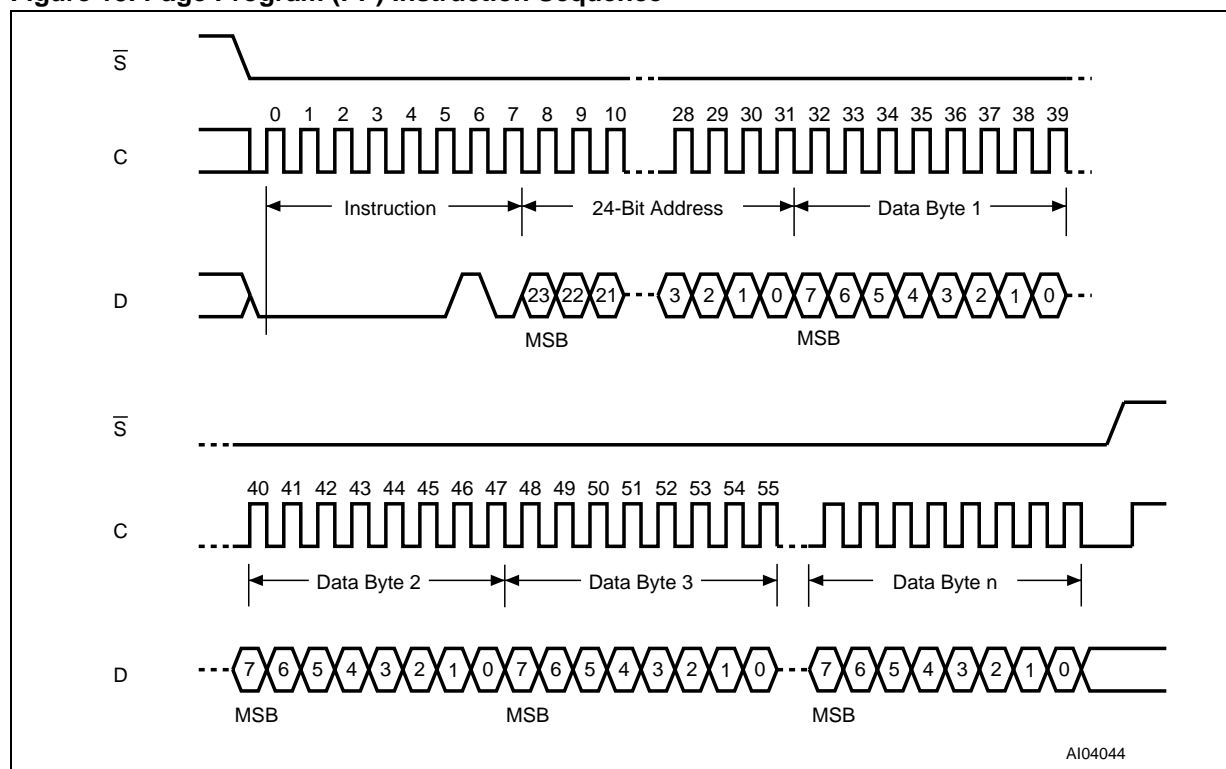 Figure Page Program (PP) Instruction Sequence
S̅
0 1 2 3 4 5 6 7 8 9 10 28 29 30 31 32 33 34 35 36 37 38 39
C
Instruction 24-Bit Address Data Byte 1
D 23 22 21 3 2 1 0 7 6 5 4 3 2 1 0
MSB MSB
S̅
40 41 42 43 44 45 46 47 48 49 50 51 52 53 54 55
C
Data Byte 2 Data Byte 3 Data Byte n
D 7 6 5 4 3 2 1 0 7 6 5 4 3 2 1 0 7 6 5 4 3 2 1 0
MSB MSB MSB
AI04044